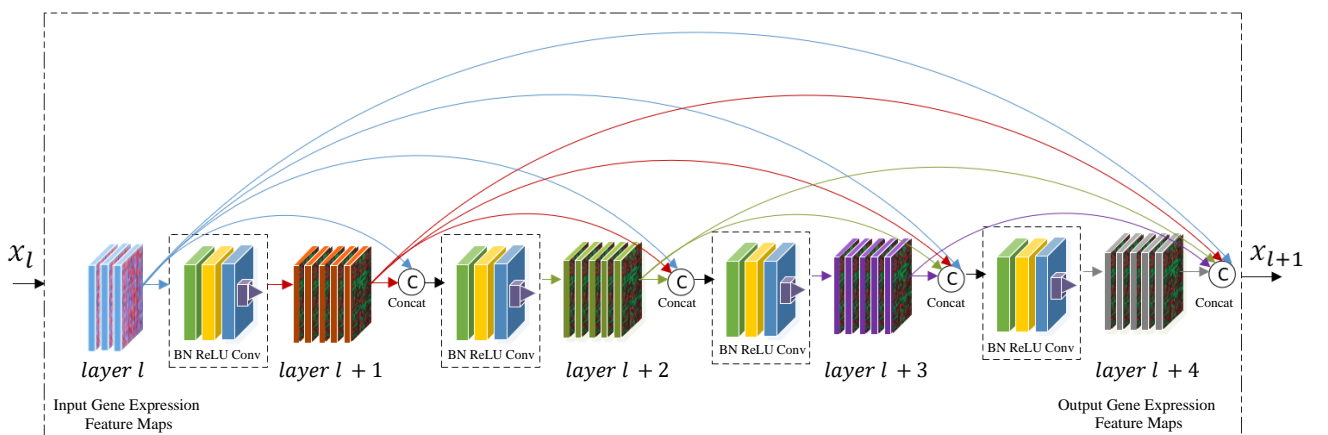 x_l
C
C
C
C
x_{l+1}
Concat
Concat
Concat
Concat
BN ReLU Conv
BN ReLU Conv
BN ReLU Conv
BN ReLU Conv
layer l
layer l + 1
layer l + 2
layer l + 3
layer l + 4
Input Gene Expression
Feature Maps
Output Gene Expression
Feature Maps